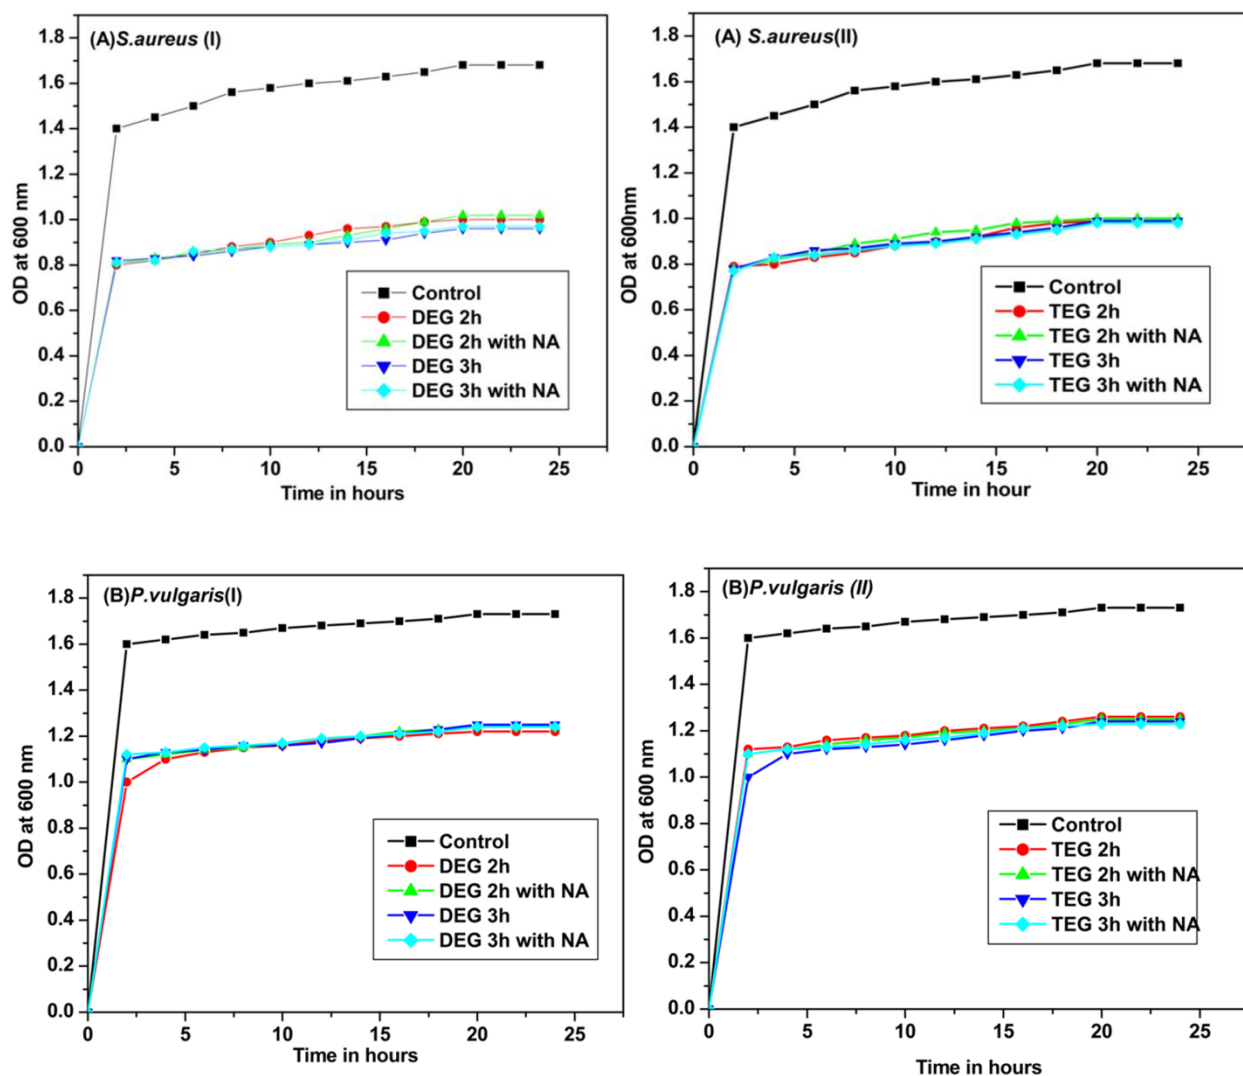 (A)S.aureus (I)
1.8
1.6
1.4
1.2
1.0
0.8
0.6
0.4
0.2
0.0
OD at 600 nm
Control
DEG 2h
DEG 2h with NA
DEG 3h
DEG 3h with NA
0 5 10 15 20 25
Time in hours
(A) S.aureus(II)
1.8
1.6
1.4
1.2
1.0
0.8
0.6
0.4
0.2
0.0
OD at 600nm
Control
TEG 2h
TEG 2h with NA
TEG 3h
TEG 3h with NA
0 5 10 15 20 25
Time in hour
(B)P.vulgaris(I)
1.8
1.6
1.4
1.2
1.0
0.8
0.6
0.4
0.2
0.0
OD at 600 nm
Control
DEG 2h
DEG 2h with NA
DEG 3h
DEG 3h with NA
0 5 10 15 20 25
Time in hours
(B)P.vulgaris (II)
1.8
1.6
1.4
1.2
1.0
0.8
0.6
0.4
0.2
0.0
OD at 600 nm
Control
TEG 2h
TEG 2h with NA
TEG 3h
TEG 3h with NA
0 5 10 15 20 25
Time in hours